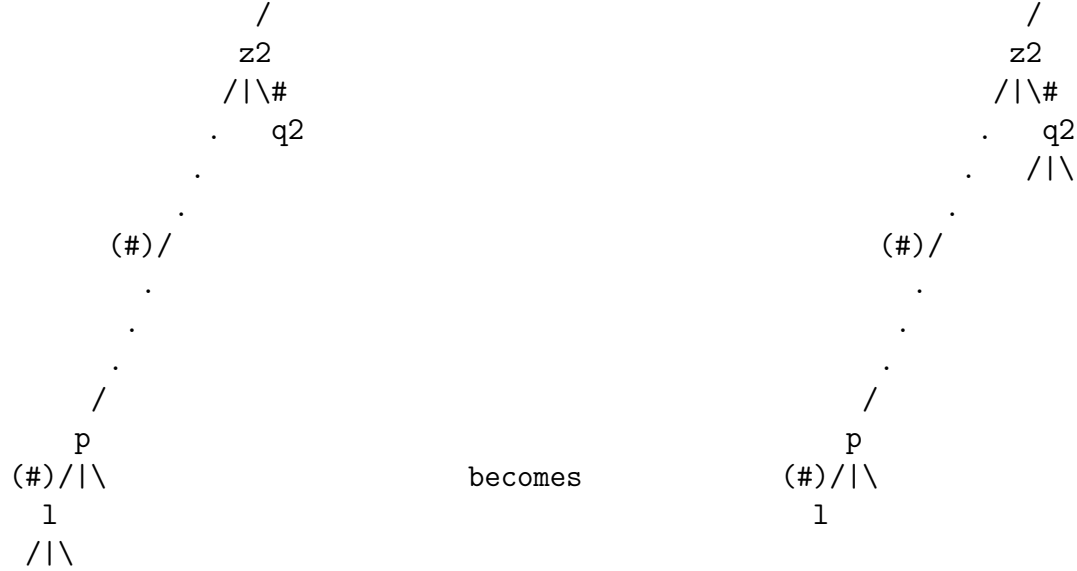 /                                               /
               z2                                              z2
              /|\#                                            /|\#
             .   q2                                          .   q2
            .                                               .   /|\
           .                                               .
       (#)/                                            (#)/
         .                                               .
        .                                               .
       .                                               .
      /                                               /
     p                                               p
 (#)/|\                      becomes             (#)/|\
   l                                               l
  /|\